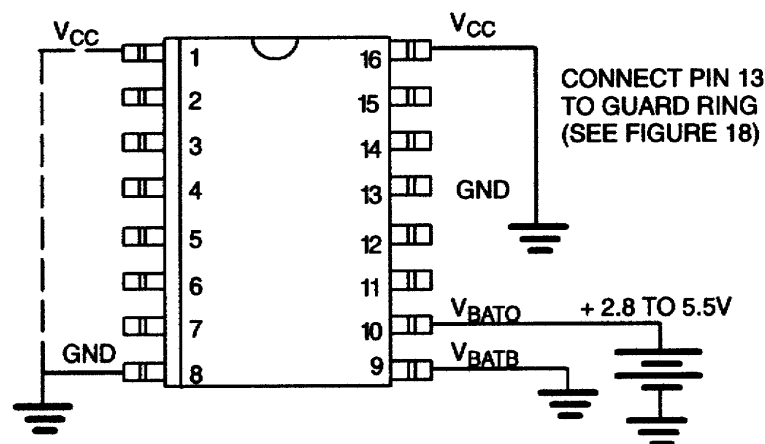 VCC
VCC
1
2
3
4
5
6
7
8
16
15
14
13
12
11
10
9
CONNECT PIN 13
TO GUARD RING
(SEE FIGURE 18)
GND
VBATO
+ 2.8 TO 5.5V
VBATB
GND